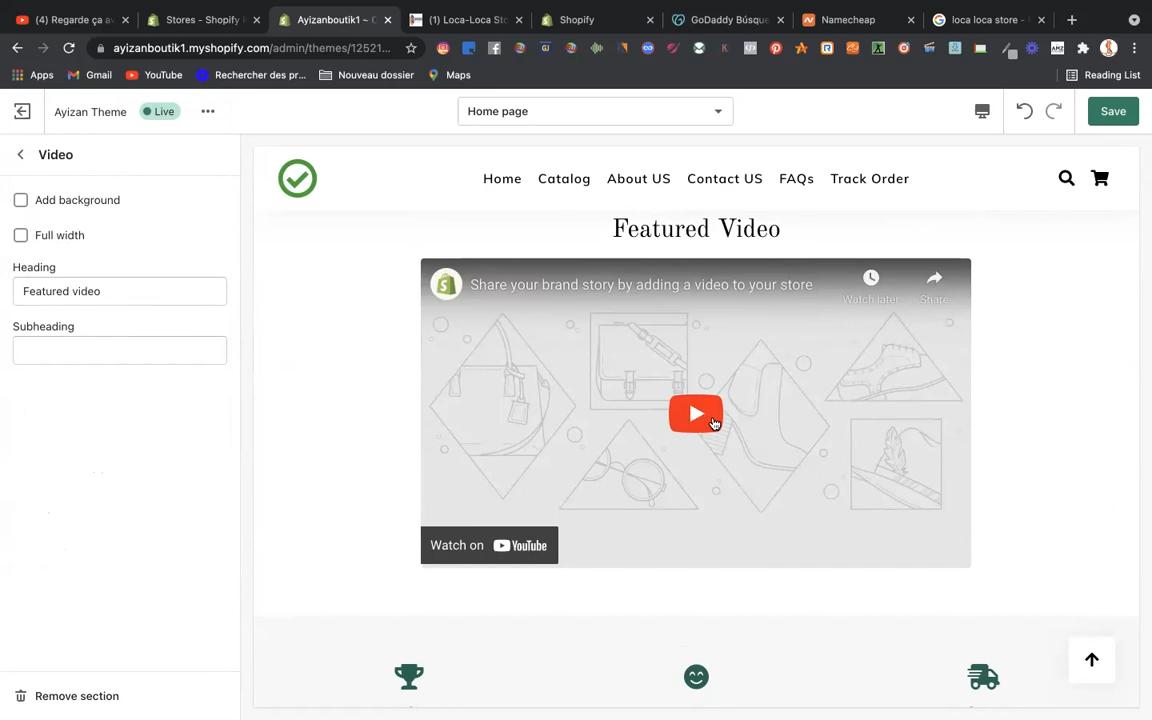 (4) Regarde ça av
Stores - Shopify
Ayizanboutik1 ~ C
(1) Loca-Loca Sto
Shopify
GoDaddy Búsque
Namecheap
loca loca store -
ayizanboutik1.myshopify.com/admin/themes/12521...
Apps
Gmail
YouTube
Rechercher des pr...
Nouveau dossier
Maps
Reading List
Ayizan Theme
Live
Home page
Save
Video
Add background
Full width
Heading
Featured video
Subheading
Remove section
Home Catalog About US Contact US FAQs Track Order
Featured Video
Share your brand story by adding a video to your store
Watch later
Share
Watch on YouTube